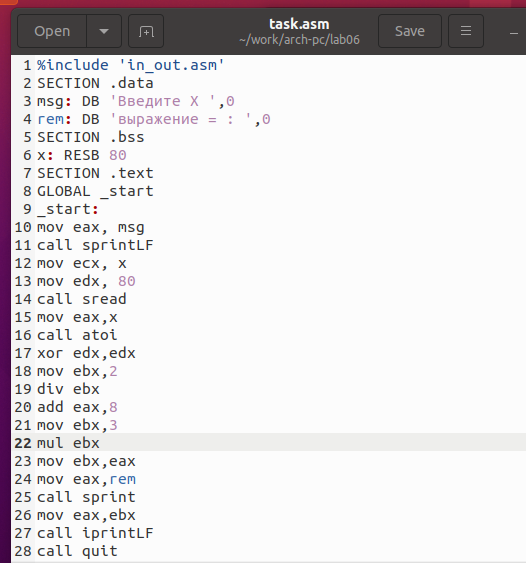 Open
task.asm
~/work/arch-pc/lab06
Save
1 %include 'in_out.asm'
2 SECTION .data
3 msg: DB 'Введите X ',0
4 rem: DB 'выражение = : ',0
5 SECTION .bss
6 x: RESB 80
7 SECTION .text
8 GLOBAL _start
9 _start:
10 mov eax, msg
11 call sprintLF
12 mov ecx, x
13 mov edx, 80
14 call sread
15 mov eax,x
16 call atoi
17 xor edx,edx
18 mov ebx,2
19 div ebx
20 add eax,8
21 mov ebx,3
22 mul ebx
23 mov ebx,eax
24 mov eax,rem
25 call sprint
26 mov eax,ebx
27 call iprintLF
28 call quit